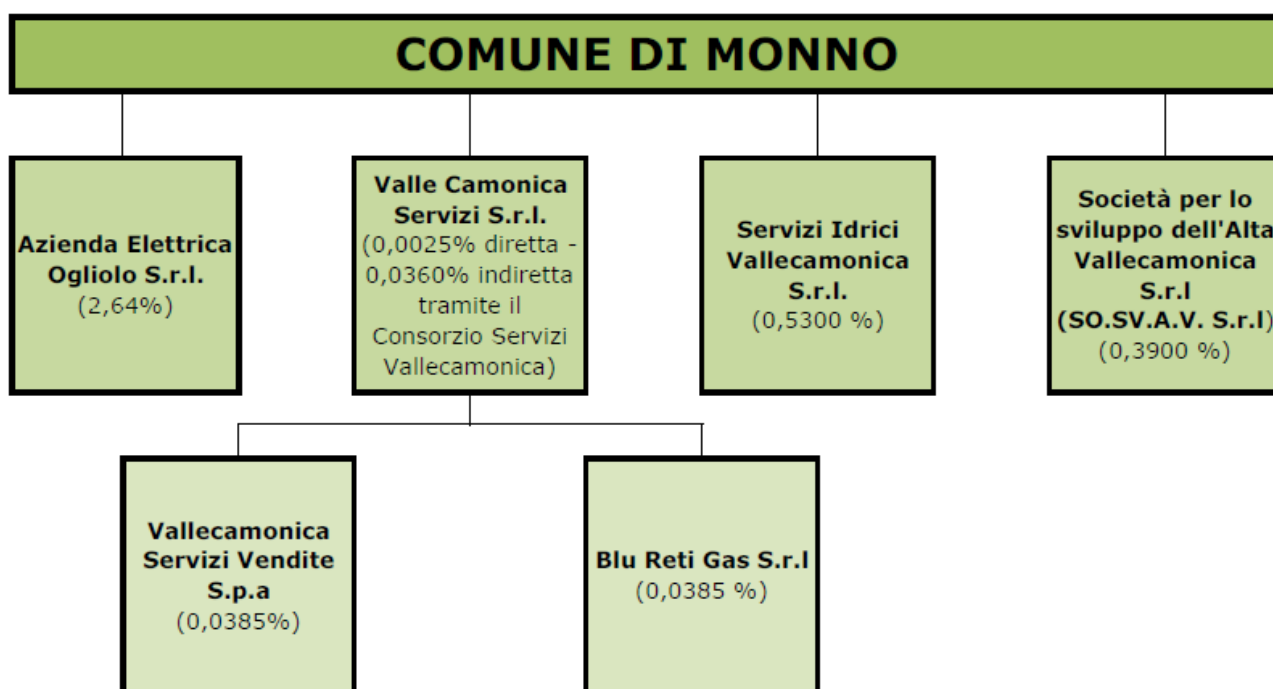 COMUNE DI MONNO
Azienda Elettrica
Ogliolo S.r.l.
(2,64%)
Valle Camonica
Servizi S.r.l.
(0,0025% diretta -
0,0360% indiretta
tramite il
Consorzio Servizi
Vallecamonica)
Servizi Idrici
Vallecamonica
S.r.l.
(0,5300 %)
Società per lo
sviluppo dell'Alta
Vallecamonica
S.r.l
(SO.SV.A.V. S.r.l)
(0,3900 %)
Vallecamonica
Servizi Vendite
S.p.a
(0,0385%)
Blu Reti Gas S.r.l
(0,0385 %)